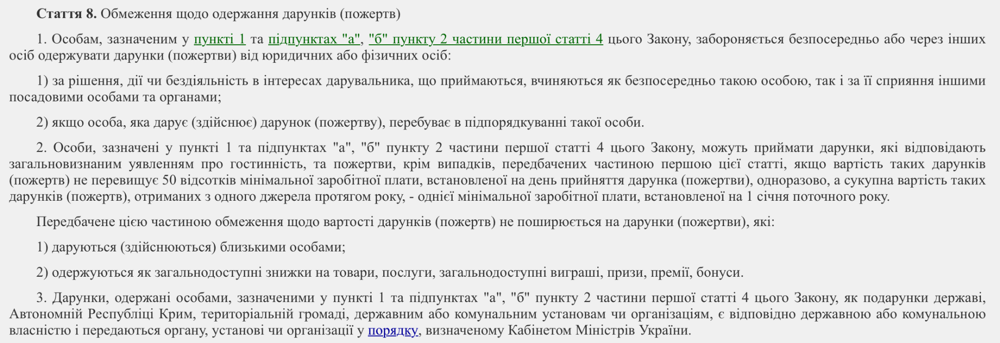 Стаття 8. Обмеження щодо одержання дарунків (пожертв)
1. Особам, зазначеним у пункті 1 та підпунктах "а", "б" пункту 2 частини першої статті 4 цього Закону, забороняється безпосередньо або через інших
осіб одержувати дарунки (пожертви) від юридичних або фізичних осіб:
1) за рішення, дії чи бездіяльність в інтересах дарувальника, що приймаються, вчиняються як безпосередньо такою особою, так і за її сприяння іншими
посадовими особами та органами;
2) якщо особа, яка дарує (здійснює) дарунок (пожертву), перебуває в підпорядкуванні такої особи.
2. Особи, зазначені у пункті 1 та підпунктах "а", "б" пункту 2 частини першої статті 4 цього Закону, можуть приймати дарунки, які відповідають
загальновизнаним уявленням про гостинність, та пожертви, крім випадків, передбачених частиною першою цієї статті, якщо вартість таких дарунків
(пожертв) не перевищує 50 відсотків мінімальної заробітної плати, встановленої на день прийняття дарунка (пожертви), одноразово, а сукупна вартість таких
дарунків (пожертв), отриманих з одного джерела протягом року, - однієї мінімальної заробітної плати, встановленої на 1 січня поточного року.
Передбачене цією частиною обмеження щодо вартості дарунків (пожертв) не поширюється на дарунки (пожертви), які:
1) даруються (здійснюються) близькими особами;
2) одержуються як загальнодоступні знижки на товари, послуги, загальнодоступні виграші, призи, премії, бонуси.
3. Дарунки, одержані особами, зазначеними у пункті 1 та підпунктах "а", "б" пункту 2 частини першої статті 4 цього Закону, як подарунки державі,
Автономній Республіці Крим, територіальній громаді, державним або комунальним установам чи організаціям, є відповідно державною або комунальною
власністю і передаються органу, установі чи організації у порядку, визначеному Кабінетом Міністрів України.